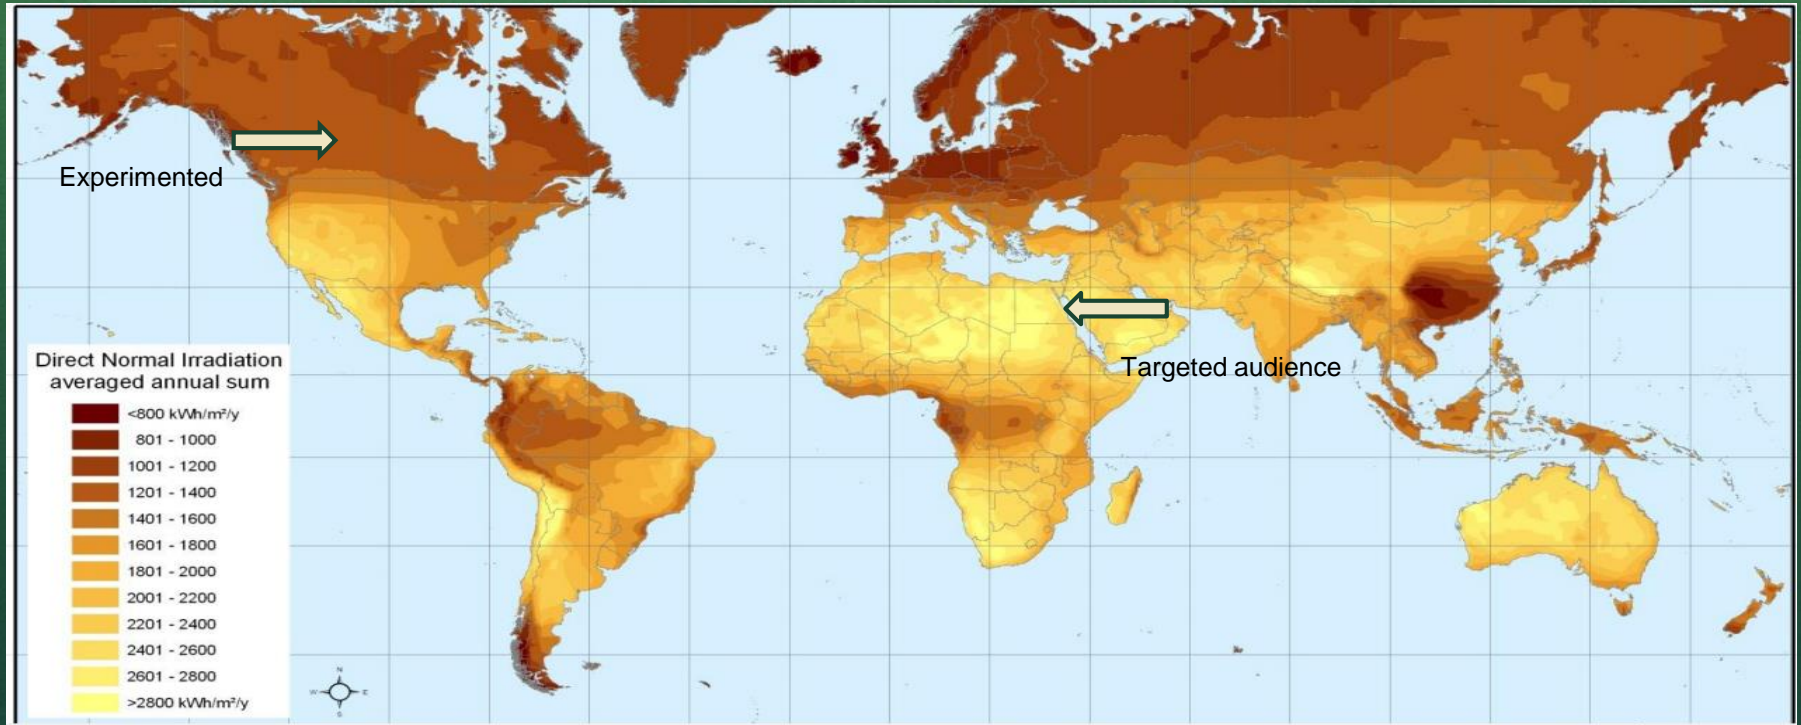 Experimented
Targeted audience
Direct Normal Irradiation
averaged annual sum
<800 kWh/m²/y
801 - 1000
1001 - 1200
1201 - 1400
1401 - 1600
1601 - 1800
1801 - 2000
2001 - 2200
2201 - 2400
2401 - 2600
2601 - 2800
>2800 kWh/m²/y
N
W E
S